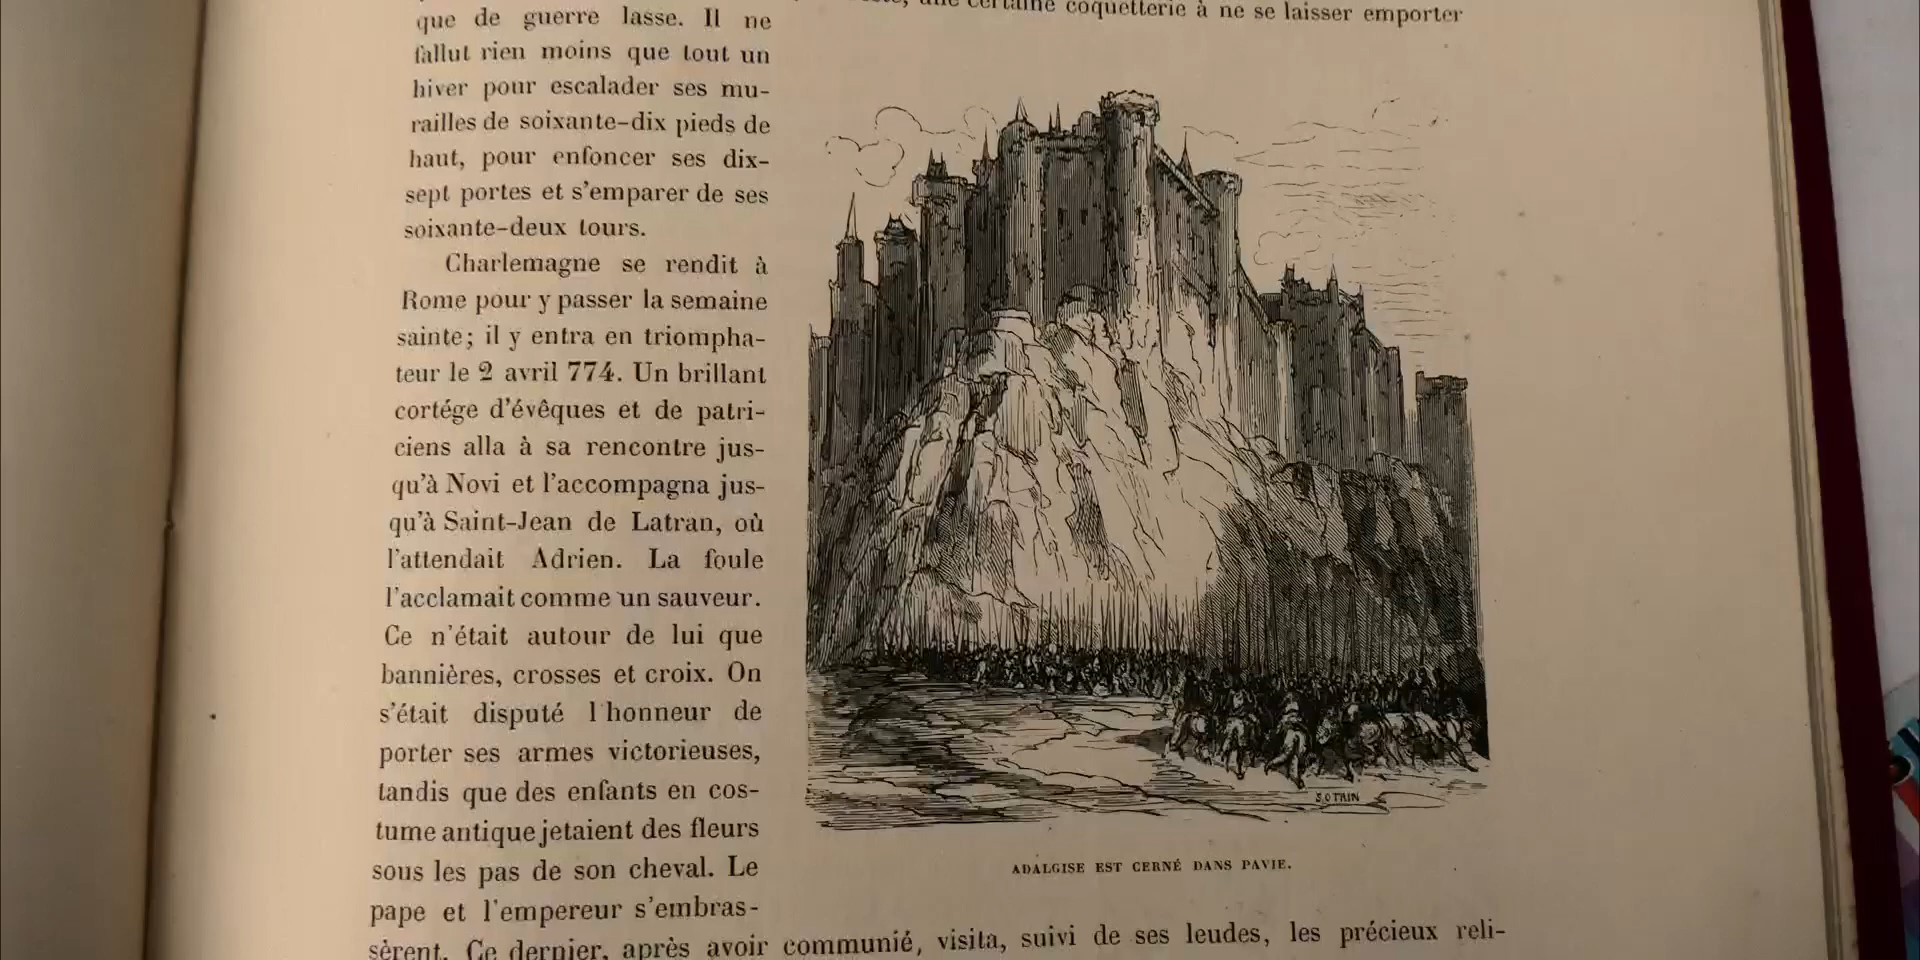 certaine coquetterie à ne se laisser emporter
que de guerre lasse. Il ne
fallut rien moins que tout un
hiver pour escalader ses mu-
railles de soixante-dix pieds de
haut, pour enfoncer ses dix-
sept portes et s'emparer de ses
soixante-deux tours.
Charlemagne se rendit à
Rome pour y passer la semaine
sainte; il y entra en triompha-
teur le 2 avril 774. Un brillant
cortége d'évêques et de patri-
ciens alla à sa rencontre jus-
qu'à Novi et l'accompagna jus-
qu'à Saint-Jean de Latran, où
l'attendait Adrien. La foule
l'acclamait comme un sauveur.
Ce n'était autour de lui que
bannières, crosses et croix. On
s'était disputé l'honneur de
porter ses armes victorieuses,
tandis que des enfants en cos-
tume antique jetaient des fleurs
sous les pas de son cheval. Le
pape et l'empereur s'embras-
sèrent. Ce dernier, après avoir communié, visita, suivi de ses leudes, les précieux reli-
SOTAIN
ADALGISE EST CERNÉ DANS PAVIE.